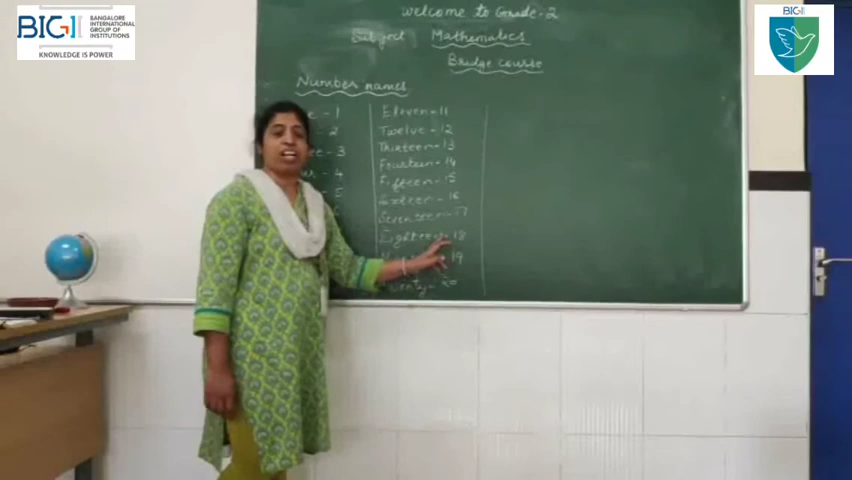 BIGI
BANGALORE
INTERNATIONAL
GROUP OF
INSTITUTIONS
KNOWLEDGE IS POWER
BIGI
Welcome to Grade-2
Subject Mathematics
Bridge course
Number names
- 1
2
- 3
- 4
- 5
Eleven - 11
Twelve - 12
Thirteen - 13
Fourteen - 14
Fifteen - 15
Sixteen - 16
Seventeen - 17
Eighteen - 18
19
Twenty - 20